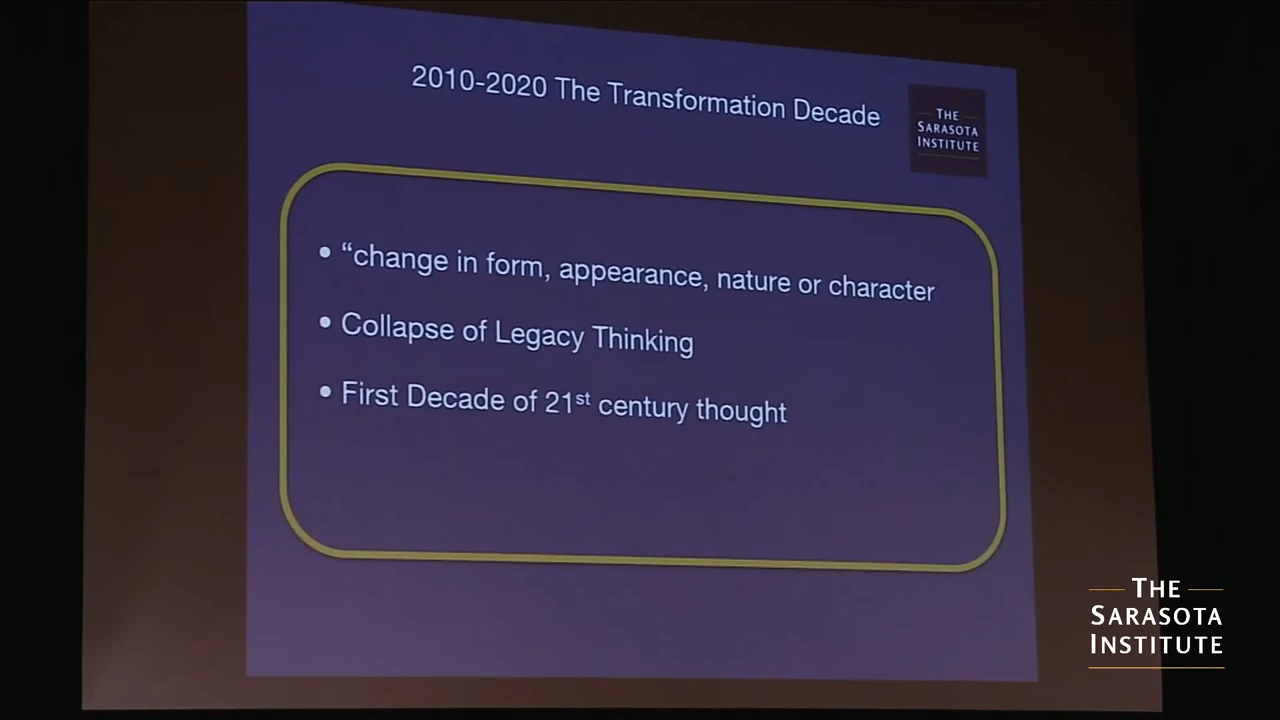 2010-2020 The Transformation Decade
THE
SARASOTA
INSTITUTE
• “change in form, appearance, nature or character
• Collapse of Legacy Thinking
• First Decade of 21st century thought
THE
SARASOTA
INSTITUTE